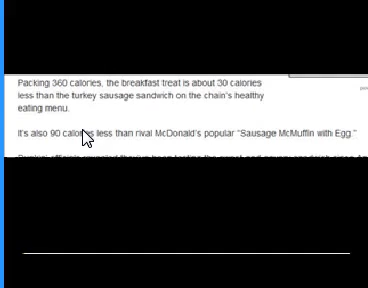 Packing 360 calories, the breakfast treat is about 30 calories
less than the turkey sausage sandwich on the chain's healthy
eating menu.
It's also 90 calories less than rival McDonald's popular "Sausage McMuffin with Egg."